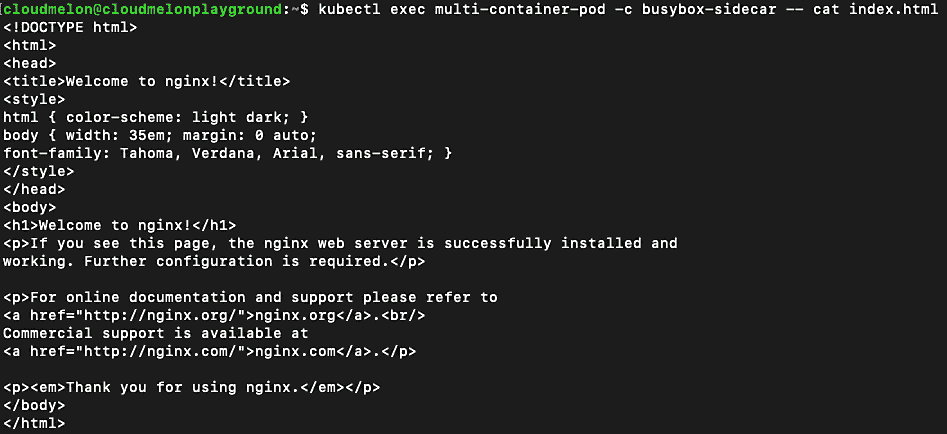 [cloudmelon@cloudmelonplayground:~$ kubectl exec multi-container-pod -c busybox-sidecar -- cat index.html
<!DOCTYPE html>
<html>
<head>
<title>Welcome to nginx!</title>
<style>
html { color-scheme: light dark; }
body { width: 35em; margin: 0 auto;
font-family: Tahoma, Verdana, Arial, sans-serif; }
</style>
</head>
<body>
<h1>Welcome to nginx!</h1>
<p>If you see this page, the nginx web server is successfully installed and
working. Further configuration is required.</p>

<p>For online documentation and support please refer to
<a href="http://nginx.org/">nginx.org</a>.<br/>
Commercial support is available at
<a href="http://nginx.com/">nginx.com</a>.</p>

<p><em>Thank you for using nginx.</em></p>
</body>
</html>